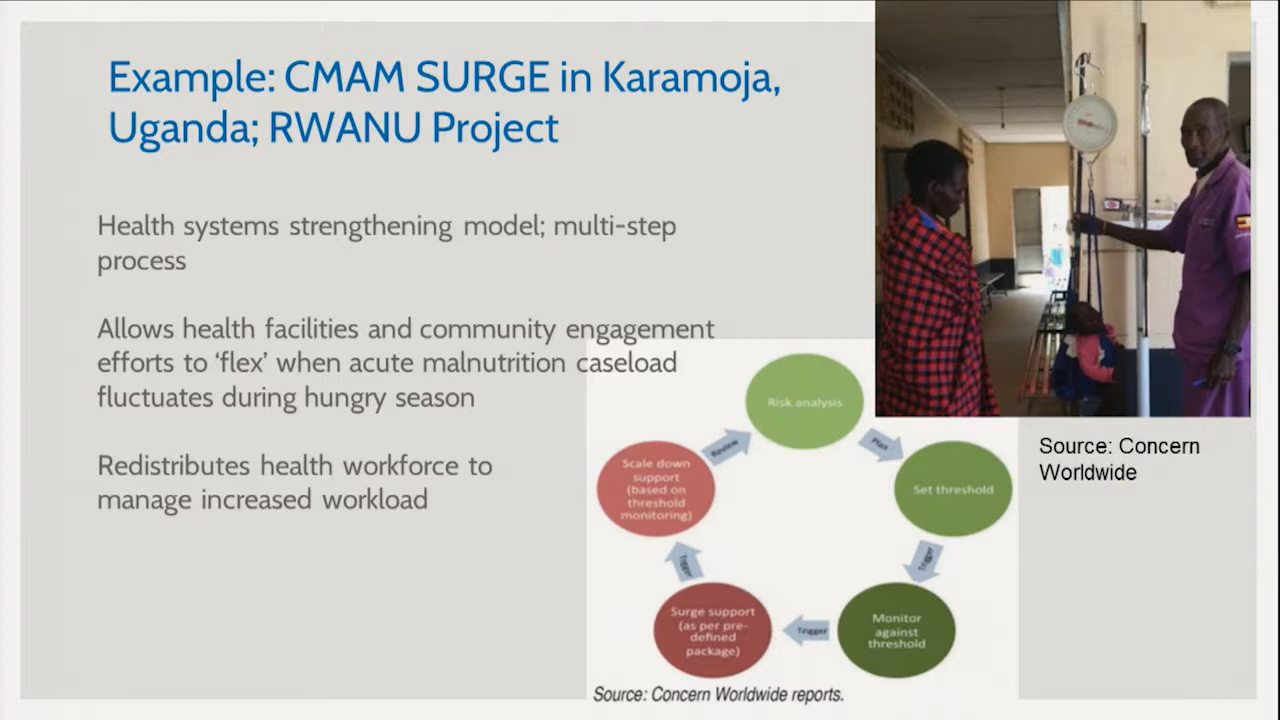 Example: CMAM SURGE in Karamoja,
Uganda; RWANU Project
Health systems strengthening model; multi-step
process
Allows health facilities and community engagement
efforts to ‘flex’ when acute malnutrition caseload
fluctuates during hungry season
Redistributes health workforce to
manage increased workload
Risk analysis
Plan
Set threshold
Trigger
Monitor
against
threshold
Trigger
Surge support
(as per pre-
defined
package)
Trigger
Scale down
support
(based on
threshold
monitoring)
Review
Source: Concern Worldwide reports.
Source: Concern
Worldwide